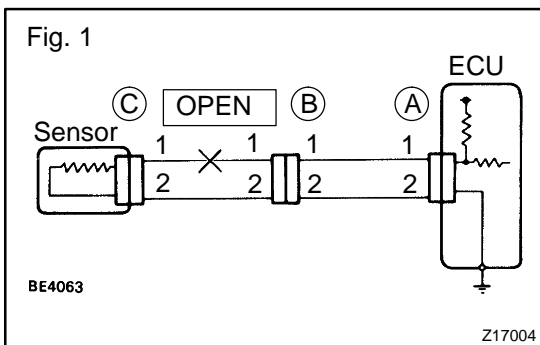 Fig. 1
ECU
C OPEN B A
Sensor
1 1 1 1
2 2 2 2
BE4063
Z17004